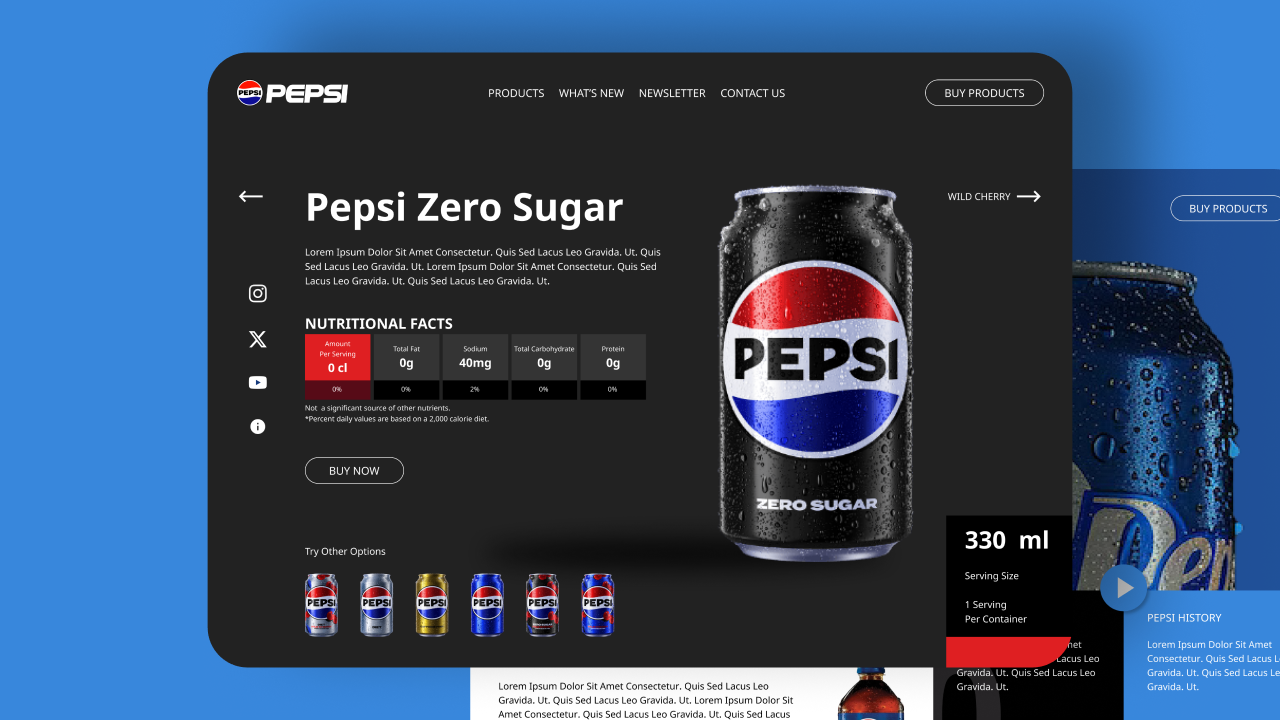 PEPSI PEPSI
PRODUCTS WHAT'S NEW NEWSLETTER CONTACT US
BUY PRODUCTS
Pepsi Zero Sugar
WILD CHERRY
Lorem Ipsum Dolor Sit Amet Consectetur. Quis Sed Lacus Leo Gravida. Ut. Quis
Sed Lacus Leo Gravida. Ut. Lorem Ipsum Dolor Sit Amet Consectetur. Quis Sed
Lacus Leo Gravida. Ut. Quis Sed Lacus Leo Gravida. Ut.
NUTRITIONAL FACTS
Amount
Per Serving
0 cl
0%
Total Fat
0g
0%
Sodium
40mg
2%
Total Carbohydrate
0g
0%
Protein
0g
0%
Not a significant source of other nutrients.
*Percent daily values are based on a 2,000 calorie diet.
BUY NOW
PEPSI
ZERO SUGAR
Try Other Options
PEPSI
PEPSI
PEPSI
PEPSI
PEPSI
PEPSI
330 ml
Serving Size
1 Serving
Per Container
BUY PRODUCTS
PEPSI HISTORY
Lorem Ipsum Dolor Sit Amet
Consectetur. Quis Sed Lacus
Gravida. Ut. Quis Sed Lacus Leo
Gravida. Ut.
Lacus Leo
Gravida. Ut. Quis Sed Lacus Leo
Gravida. Ut.
Lorem Ipsum Dolor Sit Amet Consectetur. Quis Sed Lacus Leo
Gravida. Ut. Quis Sed Lacus Leo Gravida. Ut. Lorem Ipsum Dolor Sit
Amet Consectetur. Quis Sed Lacus Leo Gravida. Ut. Quis Sed